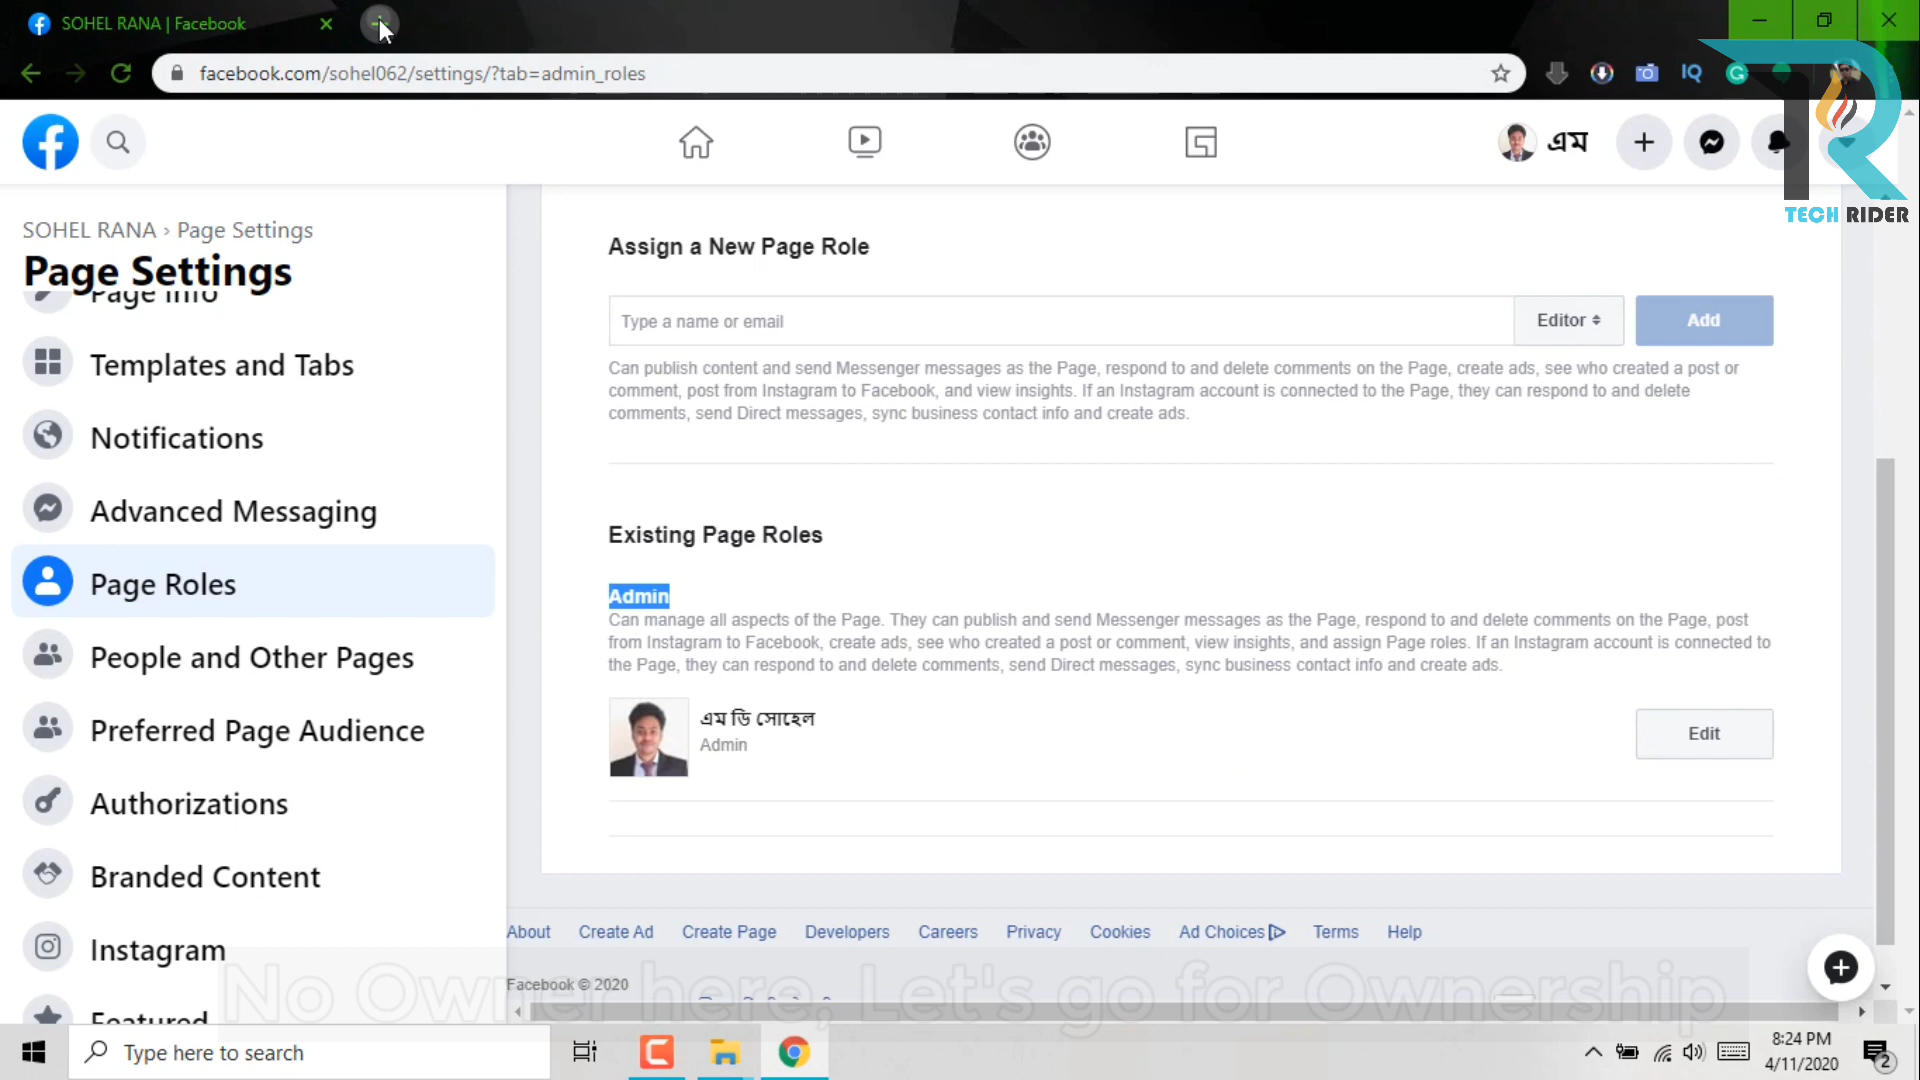 SOHEL RANA | Facebook
facebook.com/sohel062/settings/?tab=admin_roles
IQ
এম
TECH RIDER
SOHEL RANA › Page Settings
Page Settings
Page Info
Templates and Tabs
Notifications
Advanced Messaging
Page Roles
People and Other Pages
Preferred Page Audience
Authorizations
Branded Content
Instagram
Featured
Assign a New Page Role
Type a name or email
Editor
Add
Can publish content and send Messenger messages as the Page, respond to and delete comments on the Page, create ads, see who created a post or
comment, post from Instagram to Facebook, and view insights. If an Instagram account is connected to the Page, they can respond to and delete
comments, send Direct messages, sync business contact info and create ads.
Existing Page Roles
Admin
Can manage all aspects of the Page. They can publish and send Messenger messages as the Page, respond to and delete comments on the Page, post
from Instagram to Facebook, create ads, see who created a post or comment, view insights, and assign Page roles. If an Instagram account is connected to
the Page, they can respond to and delete comments, send Direct messages, sync business contact info and create ads.
এম ডি সোহেল
Admin
Edit
About Create Ad Create Page Developers Careers Privacy Cookies Ad Choices Terms Help
Facebook © 2020
No Owner here, Let's go for Ownership
Type here to search
8:24 PM
4/11/2020
2